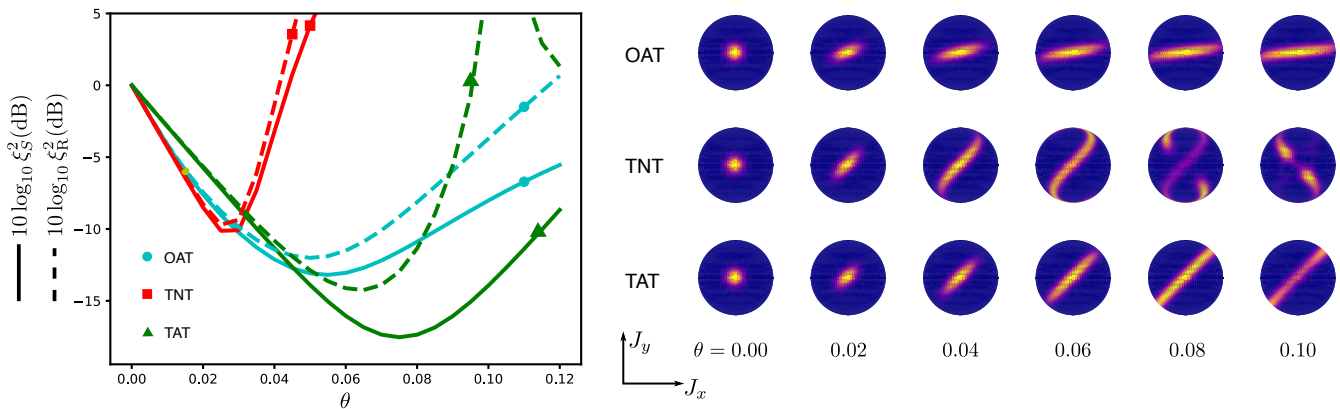 10 log₁₀ ξ²_S (dB)
10 log₁₀ ξ²_R (dB)
5
0
−5
−10
−15
OAT
TNT
TAT
0.00 0.02 0.04 0.06 0.08 0.10 0.12
θ
OAT
TNT
TAT
J_y
J_x
θ = 0.00 0.02 0.04 0.06 0.08 0.10